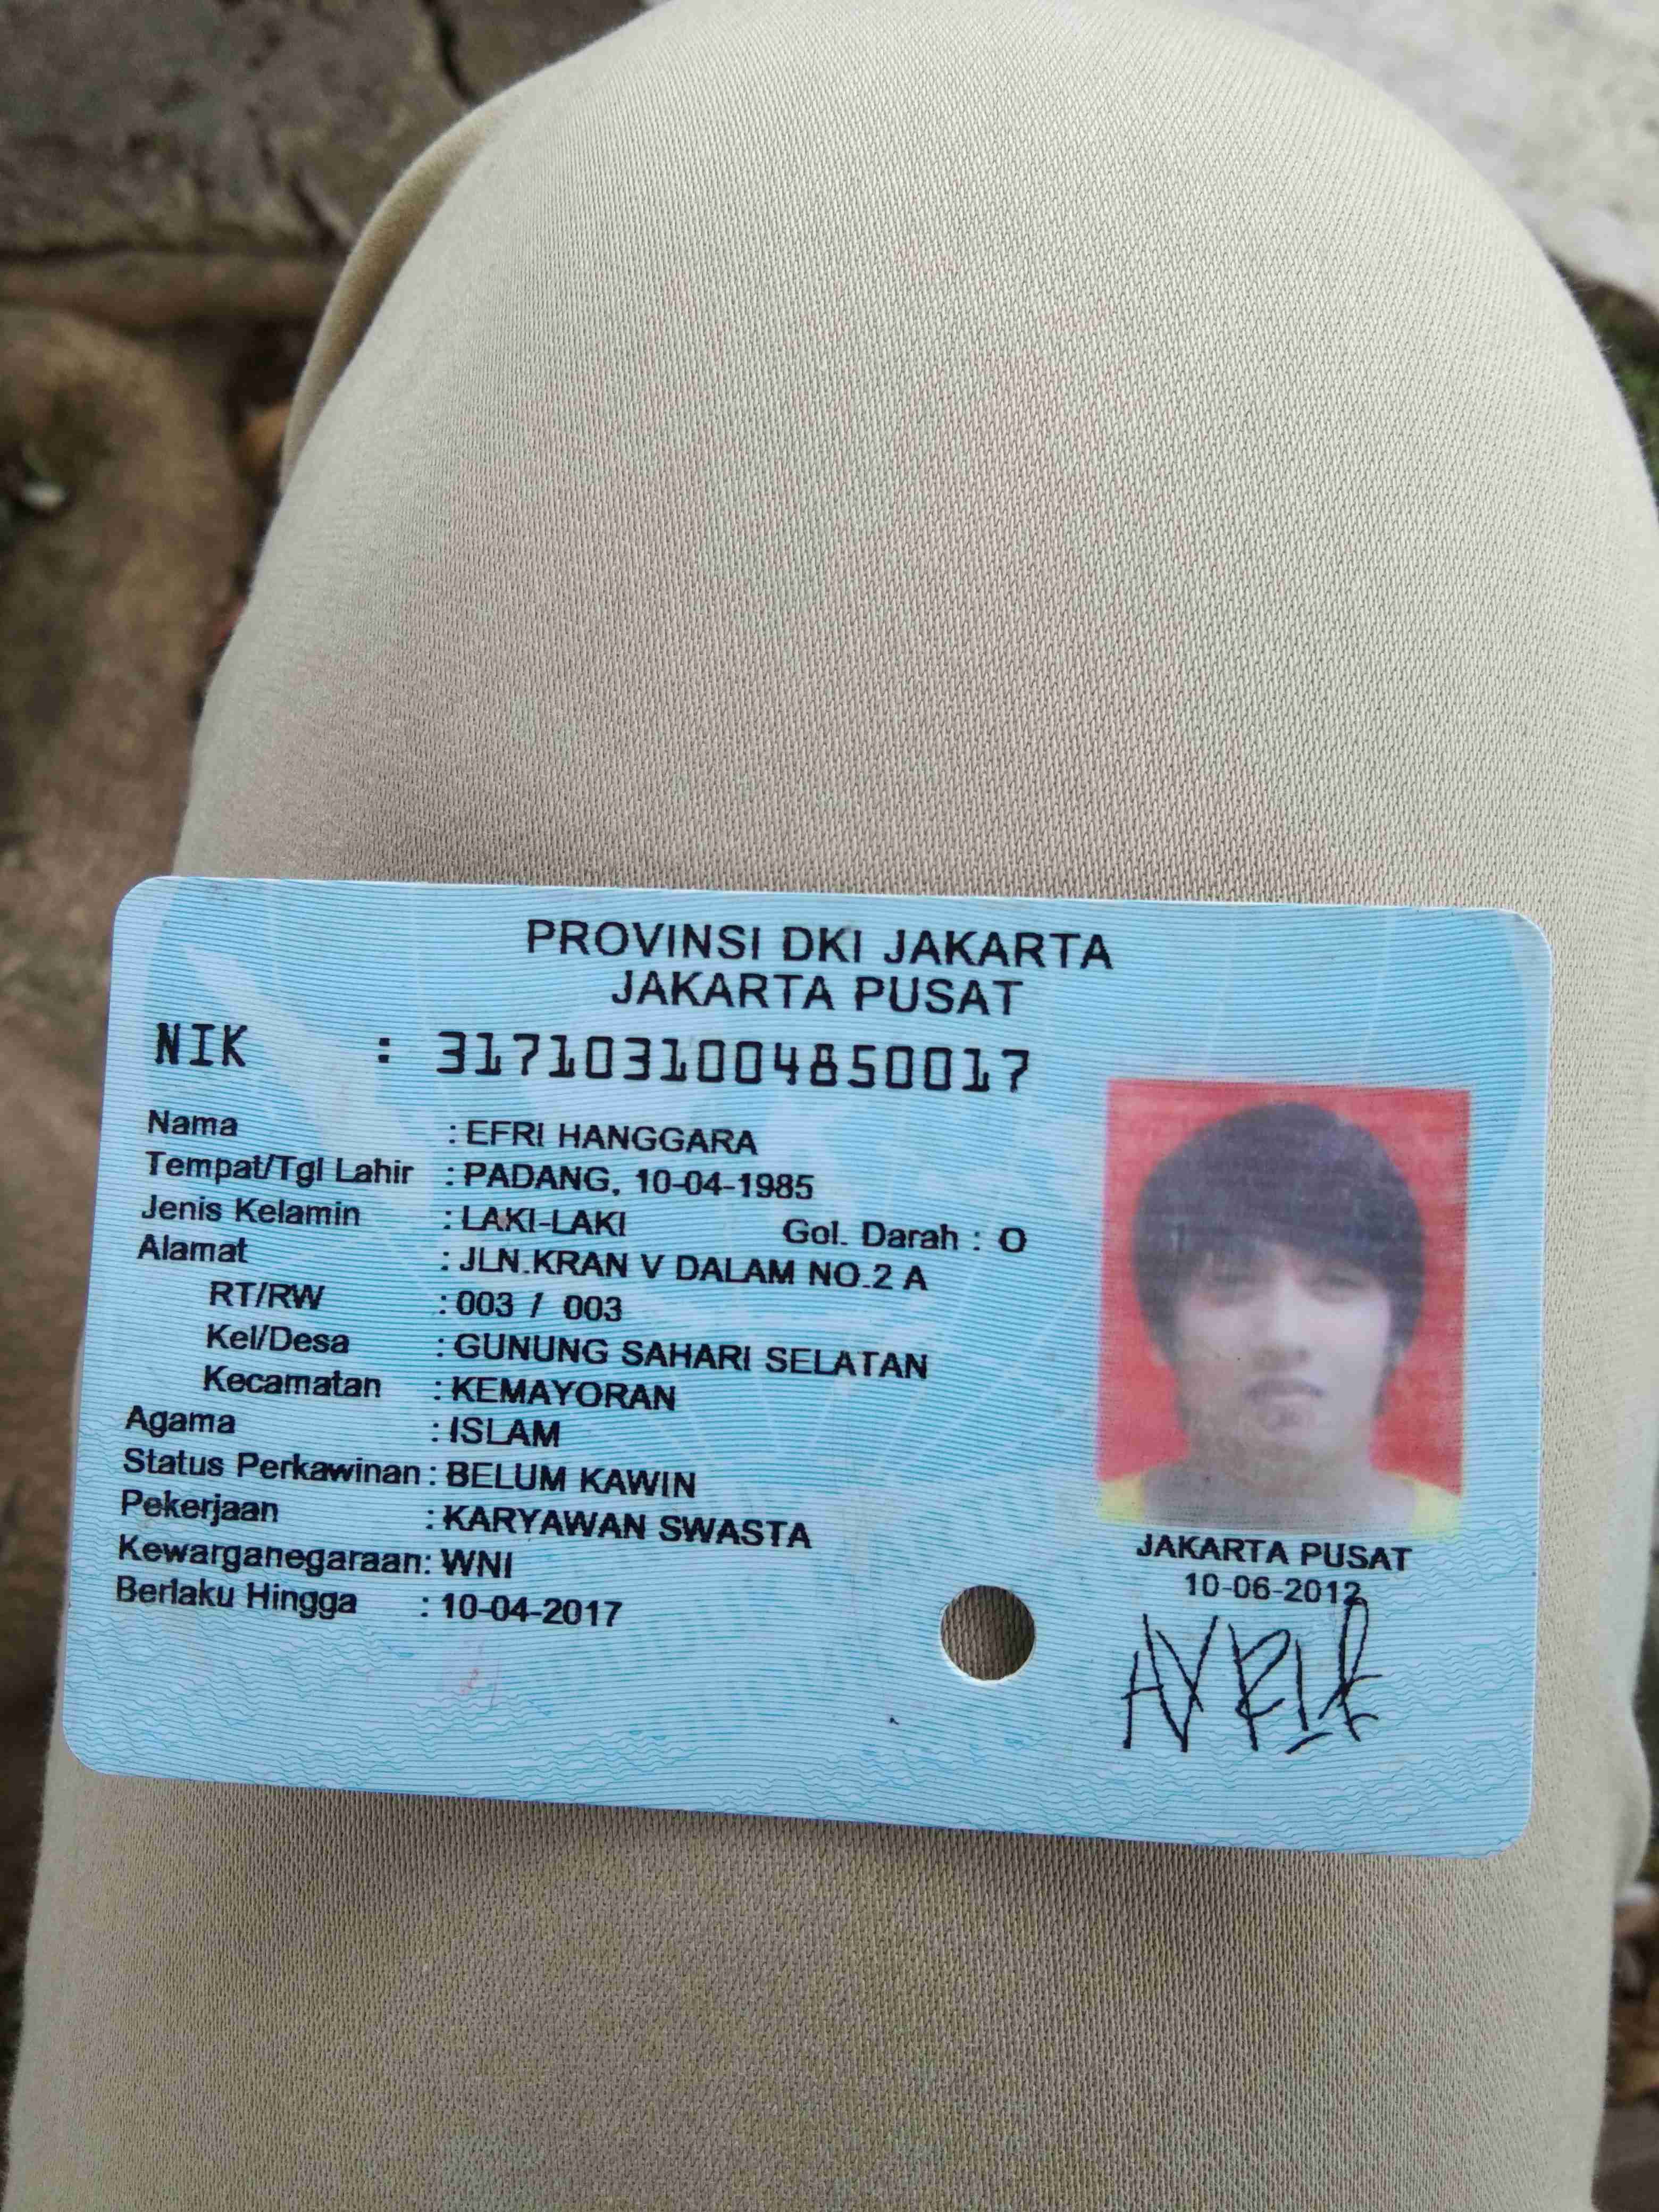 PROVINSI DKI JAKARTA
JAKARTA PUSAT
NIK : 3171031004850017
Nama : EFRI HANGGARA
Tempat/Tgl Lahir : PADANG, 10-04-1985
Jenis Kelamin : LAKI-LAKI Gol. Darah : O
Alamat : JLN.KRAN V DALAM NO.2 A
RT/RW : 003 / 003
Kel/Desa : GUNUNG SAHARI SELATAN
Kecamatan : KEMAYORAN
Agama : ISLAM
Status Perkawinan : BELUM KAWIN
Pekerjaan : KARYAWAN SWASTA
Kewarganegaraan: WNI
Berlaku Hingga : 10-04-2017
JAKARTA PUSAT
10-06-2012